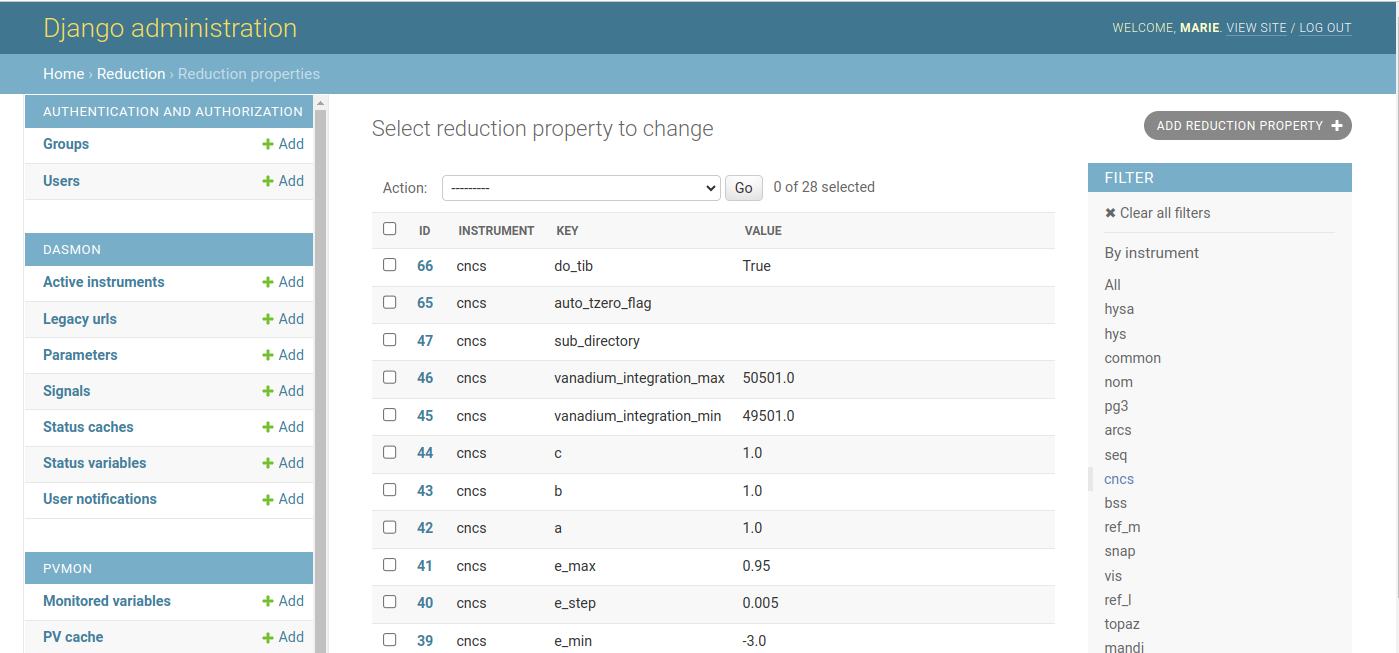 Django administration
WELCOME, MARIE. VIEW SITE / LOG OUT
Home › Reduction › Reduction properties
AUTHENTICATION AND AUTHORIZATION
Groups Add
Users Add
DASMON
Active instruments Add
Legacy urls Add
Parameters Add
Signals Add
Status caches Add
Status variables Add
User notifications Add
PVMON
Monitored variables Add
PV cache Add
Select reduction property to change
ADD REDUCTION PROPERTY
Action: --------- Go 0 of 28 selected
ID INSTRUMENT KEY VALUE
66 cncs do_tib True
65 cncs auto_tzero_flag
47 cncs sub_directory
46 cncs vanadium_integration_max 50501.0
45 cncs vanadium_integration_min 49501.0
44 cncs c 1.0
43 cncs b 1.0
42 cncs a 1.0
41 cncs e_max 0.95
40 cncs e_step 0.005
39 cncs e_min -3.0
FILTER
✖ Clear all filters
By instrument
All
hysa
hys
common
nom
pg3
arcs
seq
cncs
bss
ref_m
snap
vis
ref_l
topaz
mandi